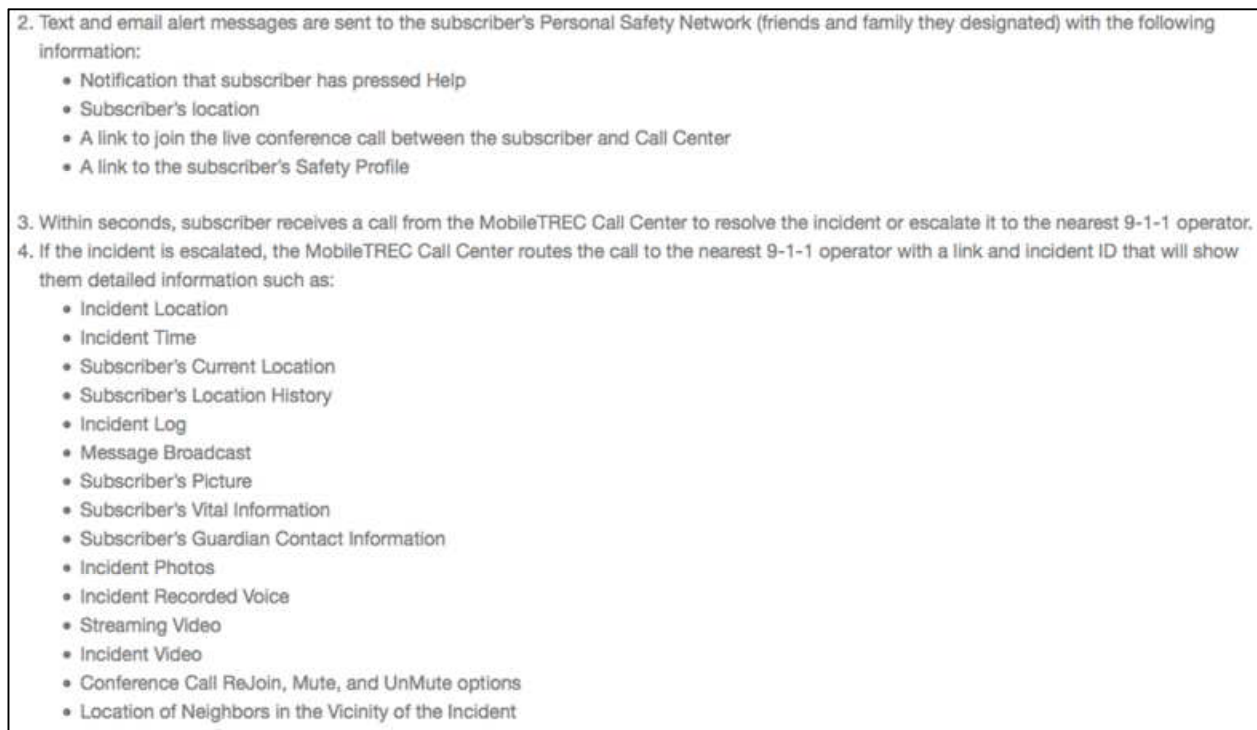 2. Text and email alert messages are sent to the subscriber's Personal Safety Network (friends and family they designated) with the following
information:
• Notification that subscriber has pressed Help
• Subscriber's location
• A link to join the live conference call between the subscriber and Call Center
• A link to the subscriber's Safety Profile
3. Within seconds, subscriber receives a call from the MobileTREC Call Center to resolve the incident or escalate it to the nearest 9-1-1 operator.
4. If the incident is escalated, the MobileTREC Call Center routes the call to the nearest 9-1-1 operator with a link and incident ID that will show
them detailed information such as:
• Incident Location
• Incident Time
• Subscriber's Current Location
• Subscriber's Location History
• Incident Log
• Message Broadcast
• Subscriber's Picture
• Subscriber's Vital Information
• Subscriber's Guardian Contact Information
• Incident Photos
• Incident Recorded Voice
• Streaming Video
• Incident Video
• Conference Call ReJoin, Mute, and UnMute options
• Location of Neighbors in the Vicinity of the Incident